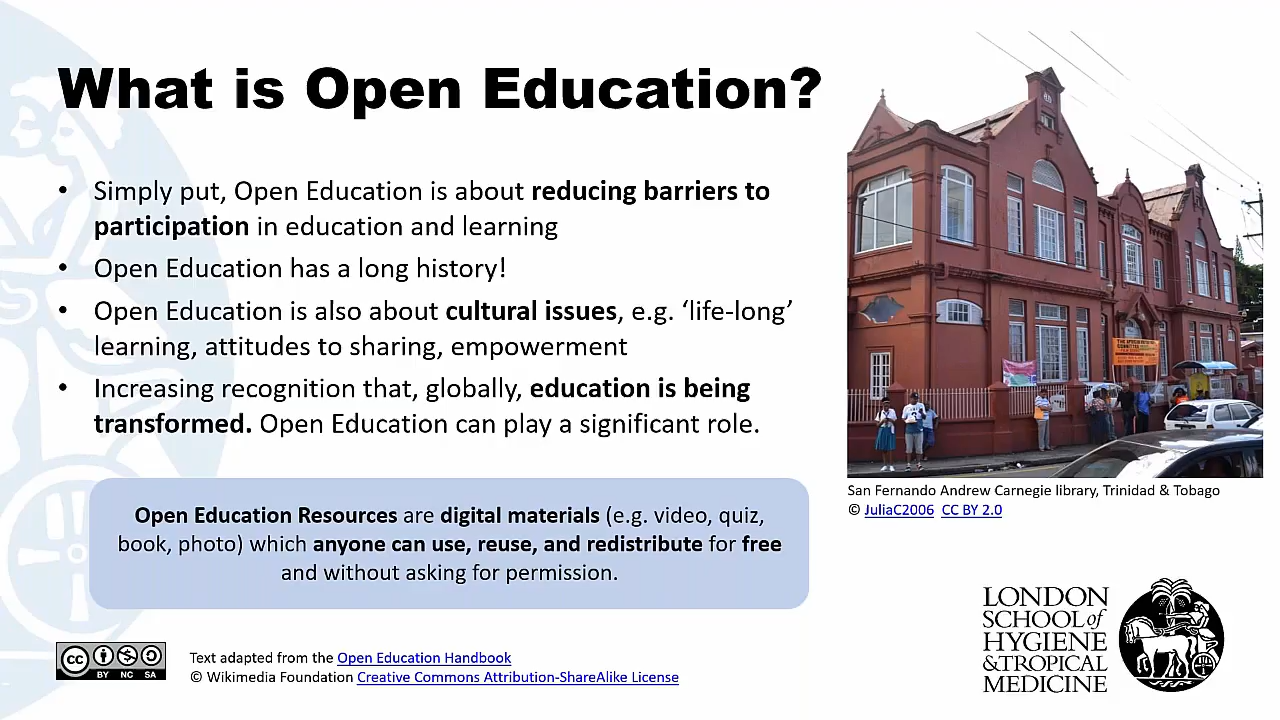 What is Open Education?
• Simply put, Open Education is about reducing barriers to
participation in education and learning
• Open Education has a long history!
• Open Education is also about cultural issues, e.g. ‘life-long’
learning, attitudes to sharing, empowerment
• Increasing recognition that, globally, education is being
transformed. Open Education can play a significant role.
Open Education Resources are digital materials (e.g. video, quiz,
book, photo) which anyone can use, reuse, and redistribute for free
and without asking for permission.
San Fernando Andrew Carnegie library, Trinidad & Tobago
© JuliaC2006 CC BY 2.0
cc
BY NC SA
Text adapted from the Open Education Handbook
© Wikimedia Foundation Creative Commons Attribution-ShareAlike License
LONDON
SCHOOL of
HYGIENE
& TROPICAL
MEDICINE